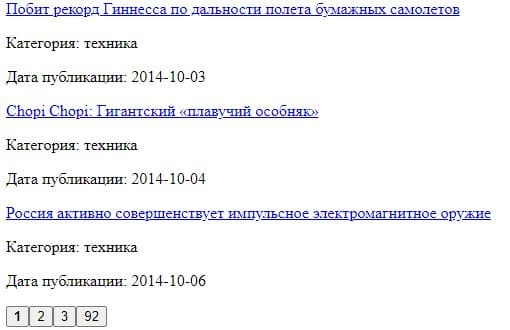 Побит рекорд Гиннесса по дальности полета бумажных самолетов
Категория: техника
Дата публикации: 2014-10-03
Chopi Chopi: Гигантский «плавучий особняк»
Категория: техника
Дата публикации: 2014-10-04
Россия активно совершенствует импульсное электромагнитное оружие
Категория: техника
Дата публикации: 2014-10-06
1 2 3 92